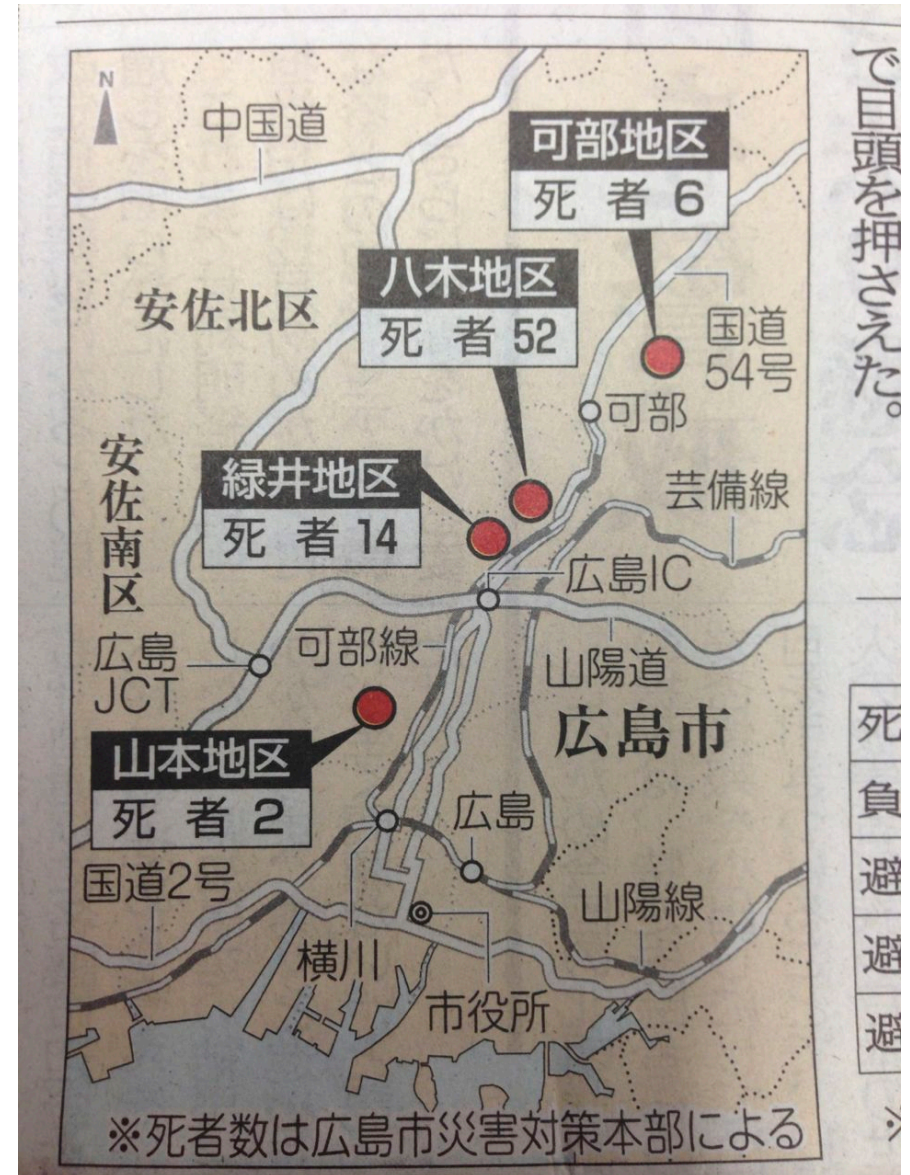 N
中国道
可部地区
死者 6
八木地区
死者 52
安佐北区
国道
54号
可部
安佐南区
緑井地区
死者 14
芸備線
広島IC
可部線
広島
JCT
山陽道
広島市
山本地区
死者 2
広島
国道2号
山陽線
横川
市役所
※死者数は広島市災害対策本部による
で目頭を押さえた。
死
負
避
避
避
※